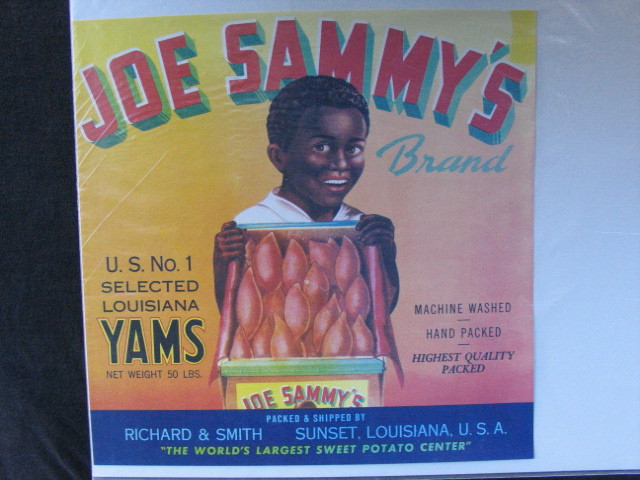 JOE SAMMY'S
Brand
U. S. No. 1
SELECTED
LOUISIANA
YAMS
NET WEIGHT 50 LBS.
MACHINE WASHED
HAND PACKED
HIGHEST QUALITY
PACKED
JOE SAMMY'S
PACKED & SHIPPED BY
RICHARD & SMITH SUNSET, LOUISIANA, U. S. A.
"THE WORLD'S LARGEST SWEET POTATO CENTER"